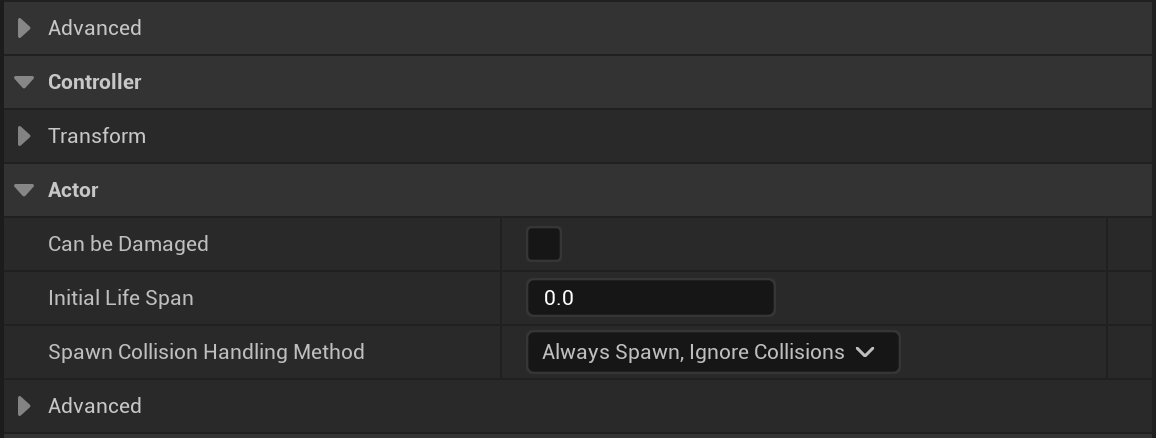 Advanced
Controller
Transform
Actor
Can be Damaged
Initial Life Span 0.0
Spawn Collision Handling Method Always Spawn, Ignore Collisions
Advanced